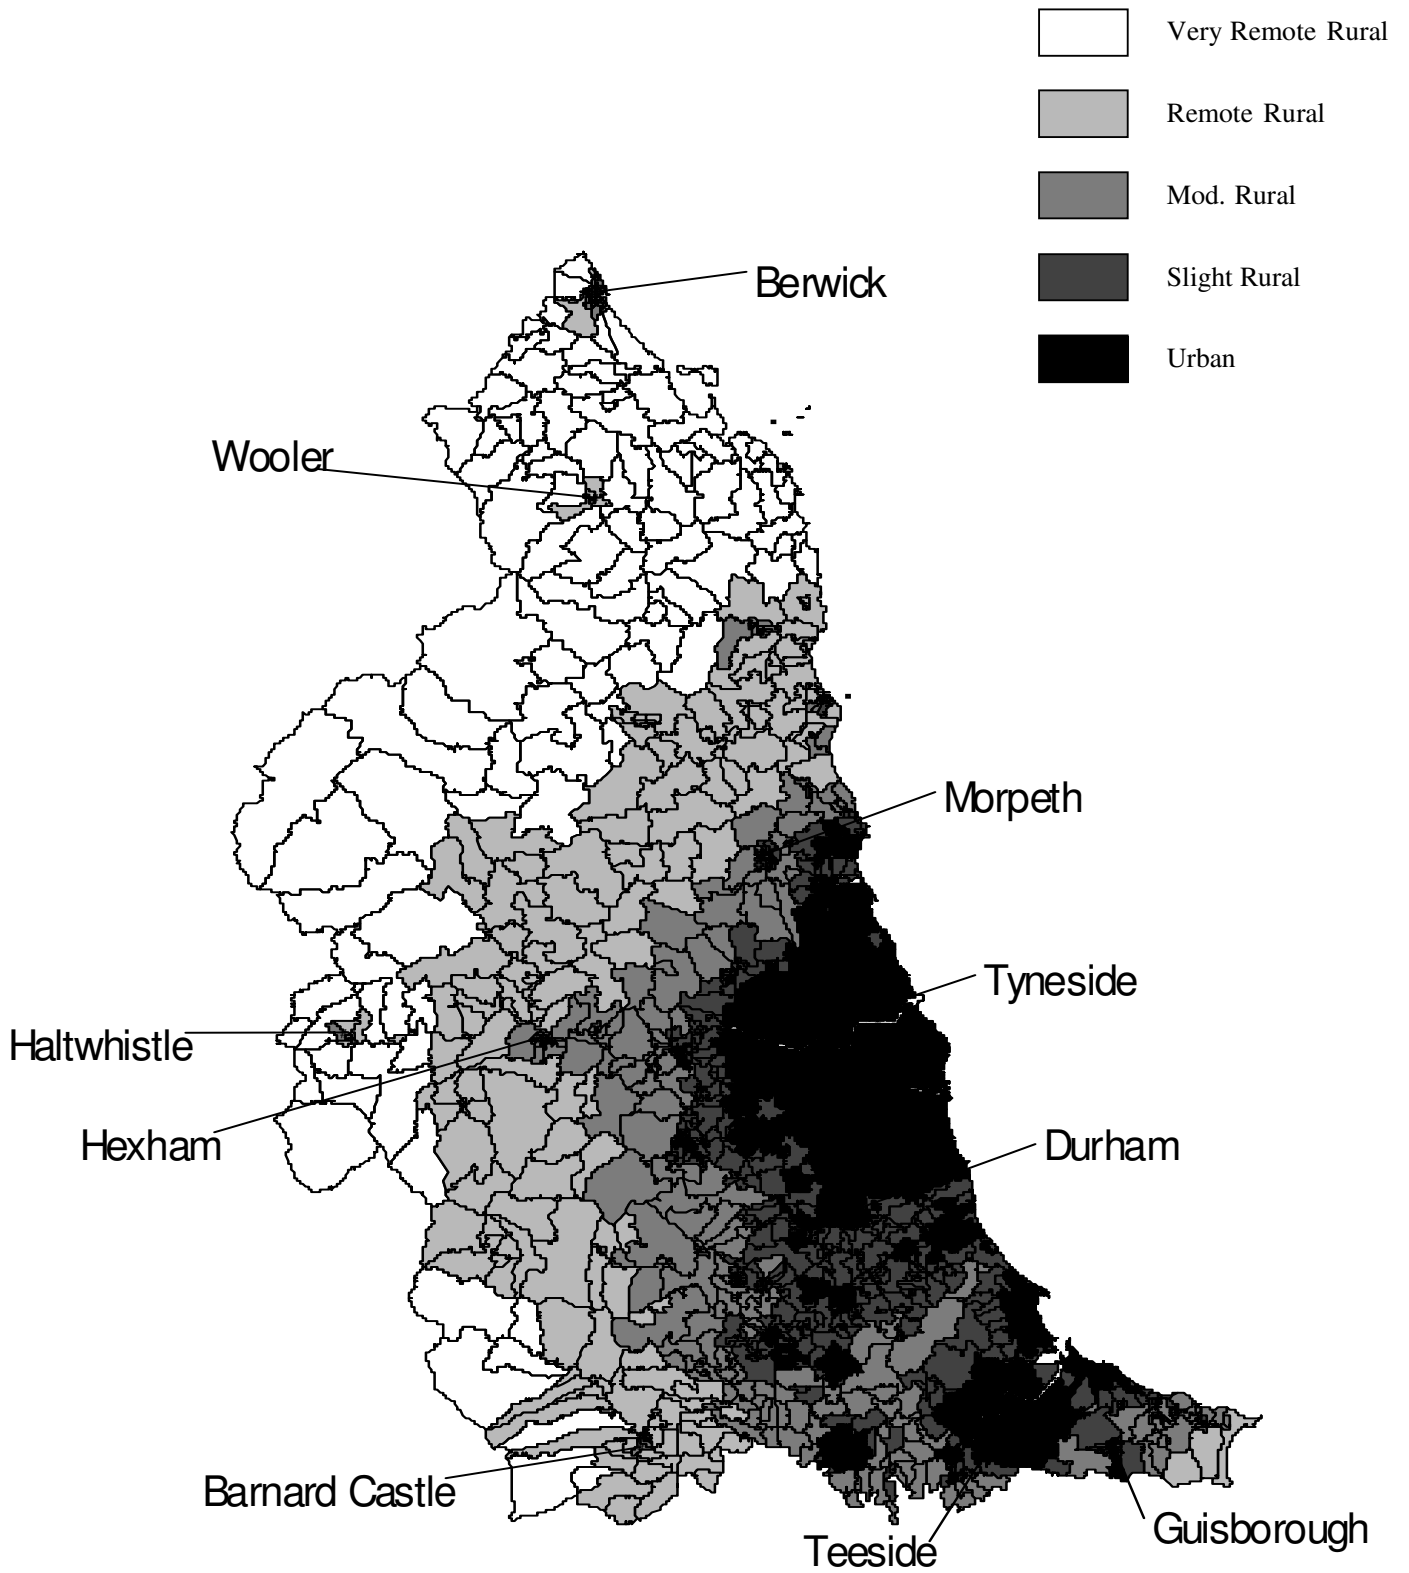 Very Remote Rural
Remote Rural
Mod. Rural
Slight Rural
Urban
Berwick
Wooler
Morpeth
Tyneside
Haltwhistle
Hexham
Durham
Barnard Castle
Guisborough
Teeside